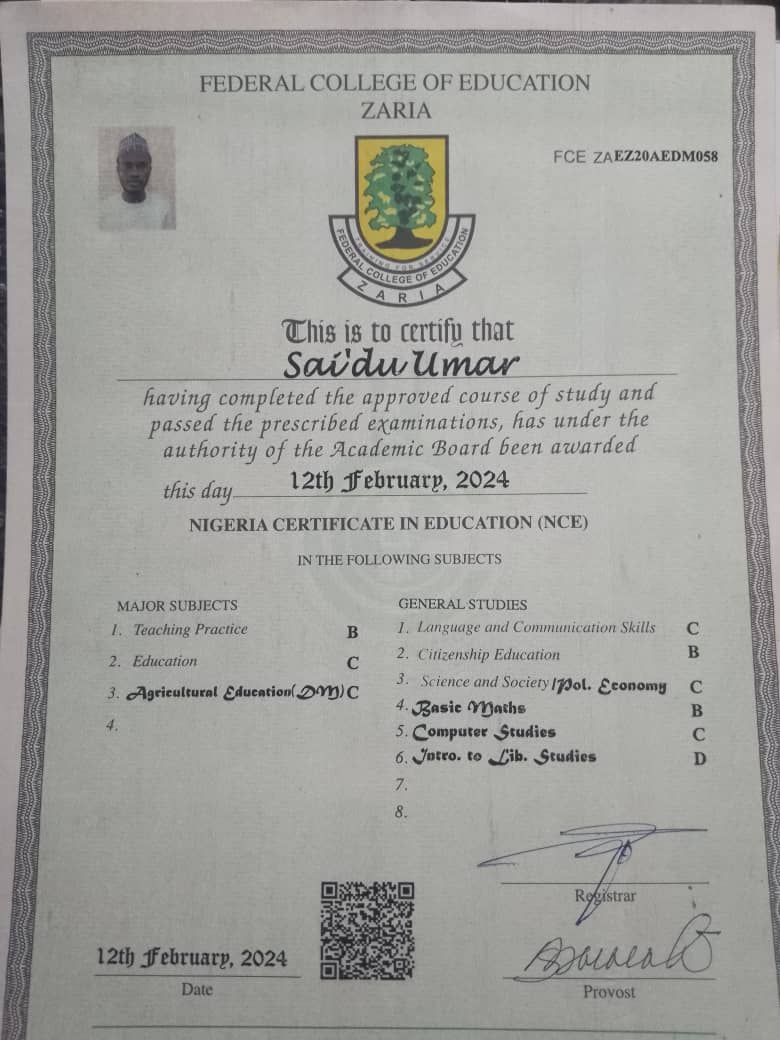 FEDERAL COLLEGE OF EDUCATION
ZARIA
FCE ZAEZ20AEDM058
TRAINING FOR SERVICE
FEDERAL COLLEGE OF EDUCATION
ZARIA
This is to certify that
Sai'du Umar
having completed the approved course of study and
passed the prescribed examinations, has under the
authority of the Academic Board been awarded
this day 12th February, 2024
NIGERIA CERTIFICATE IN EDUCATION (NCE)
IN THE FOLLOWING SUBJECTS
MAJOR SUBJECTS
1. Teaching Practice B
2. Education C
3. Agricultural Education(DM) C
4.
GENERAL STUDIES
1. Language and Communication Skills C
2. Citizenship Education B
3. Science and Society/Pol. Economy C
4. Basic Maths B
5. Computer Studies C
6. Intro. to Lib. Studies D
7.
8.
Registrar
12th February, 2024
Date
Provost